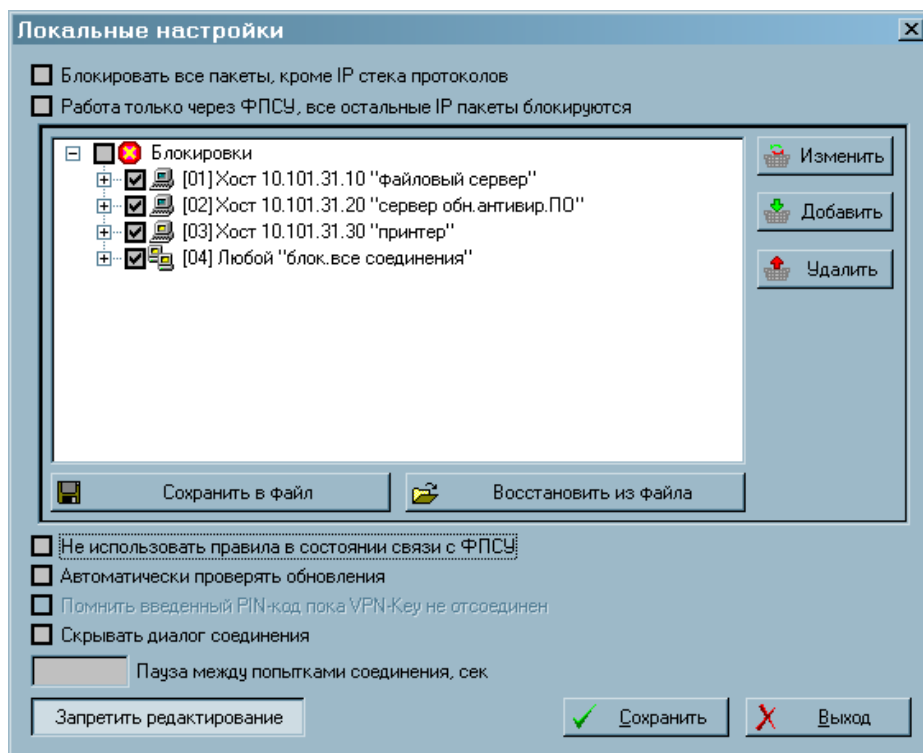 Локальные настройки
Блокировать все пакеты, кроме IP стека протоколов
Работа только через ФПСУ, все остальные IP пакеты блокируются
Блокировки
[01] Хост 10.101.31.10 "файловый сервер"
[02] Хост 10.101.31.20 "сервер обн.антивир.ПО"
[03] Хост 10.101.31.30 "принтер"
[04] Любой "блок.все соединения"
Изменить
Добавить
Удалить
Сохранить в файл
Восстановить из файла
Не использовать правила в состоянии связи с ФПСУ
Автоматически проверять обновления
Помнить введенный PIN-код пока VPN-Key не отсоединен
Скрывать диалог соединения
Пауза между попытками соединения, сек
Запретить редактирование
Сохранить
Выход